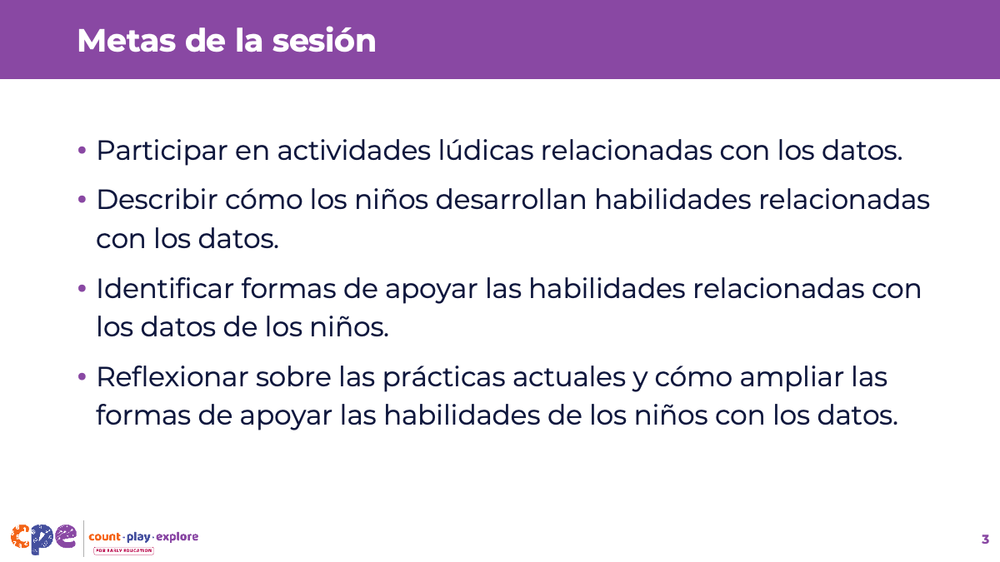 Metas de la sesión
• Participar en actividades lúdicas relacionadas con los datos.
• Describir cómo los niños desarrollan habilidades relacionadas
con los datos.
• Identificar formas de apoyar las habilidades relacionadas con
los datos de los niños.
• Reflexionar sobre las prácticas actuales y cómo ampliar las
formas de apoyar las habilidades de los niños con los datos.
cpe
count·play·explore
FOR EARLY EDUCATION
3